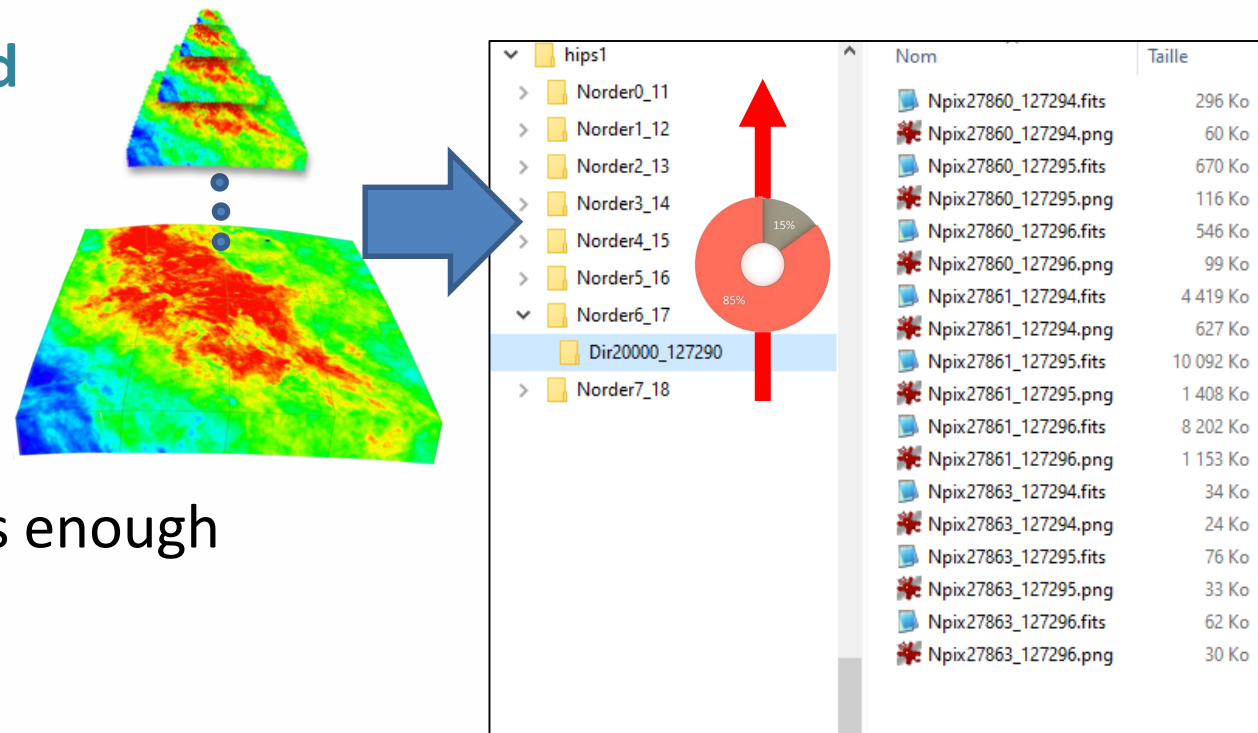 d
s enough
hips1
Norder0_11
Norder1_12
Norder2_13
Norder3_14
Norder4_15
Norder5_16
Norder6_17
Dir20000_127290
Norder7_18
15%
85%
Nom Taille
Npix27860_127294.fits 296 Ko
Npix27860_127294.png 60 Ko
Npix27860_127295.fits 670 Ko
Npix27860_127295.png 116 Ko
Npix27860_127296.fits 546 Ko
Npix27860_127296.png 99 Ko
Npix27861_127294.fits 4 419 Ko
Npix27861_127294.png 627 Ko
Npix27861_127295.fits 10 092 Ko
Npix27861_127295.png 1 408 Ko
Npix27861_127296.fits 8 202 Ko
Npix27861_127296.png 1 153 Ko
Npix27863_127294.fits 34 Ko
Npix27863_127294.png 24 Ko
Npix27863_127295.fits 76 Ko
Npix27863_127295.png 33 Ko
Npix27863_127296.fits 62 Ko
Npix27863_127296.png 30 Ko